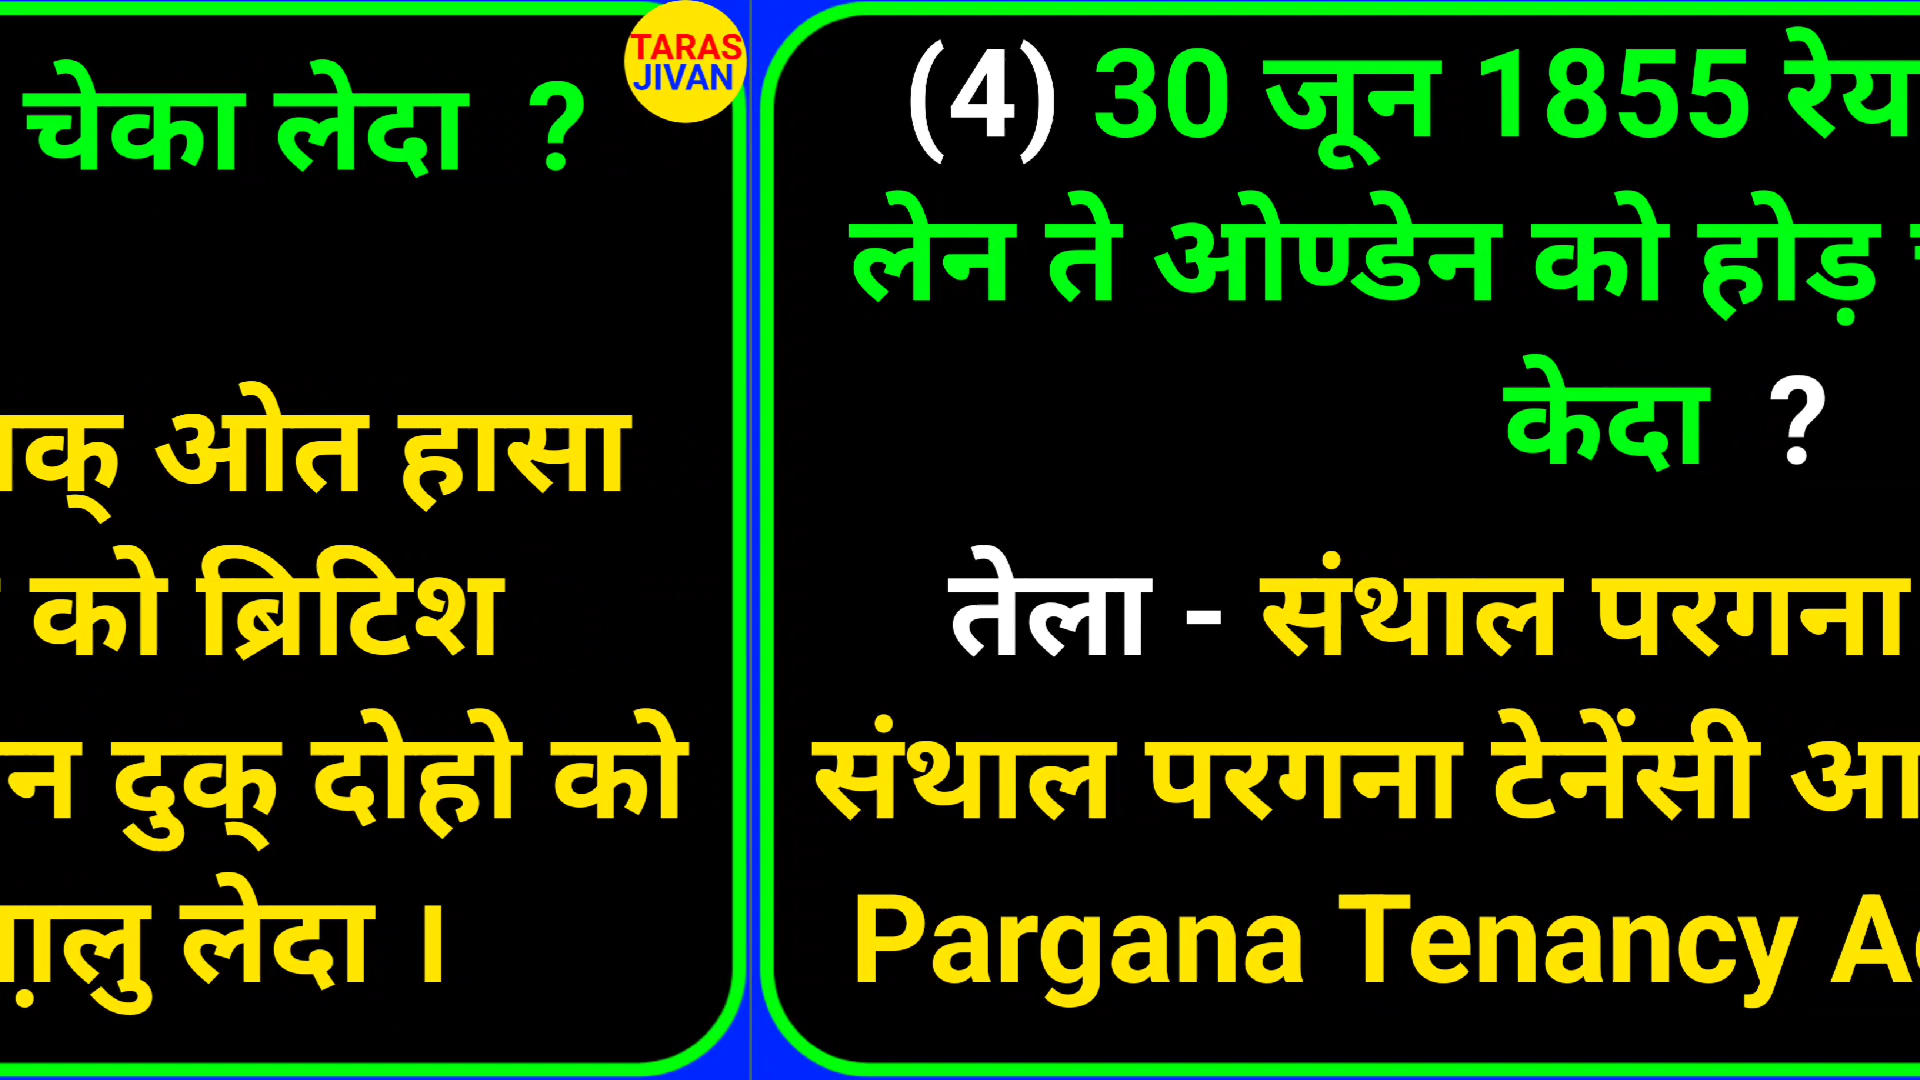 चेका लेदा ?
ओत हासा
को ब्रिटिश
दुक् दोहो को
लेदा ।
TARAS
JIVAN
(4) 30 जून 1855
लेन ते ओण्डेन को होड़
केदा ?
तेला - संथाल परगना
संथाल परगना टेनेंसी
Pargana Tenancy